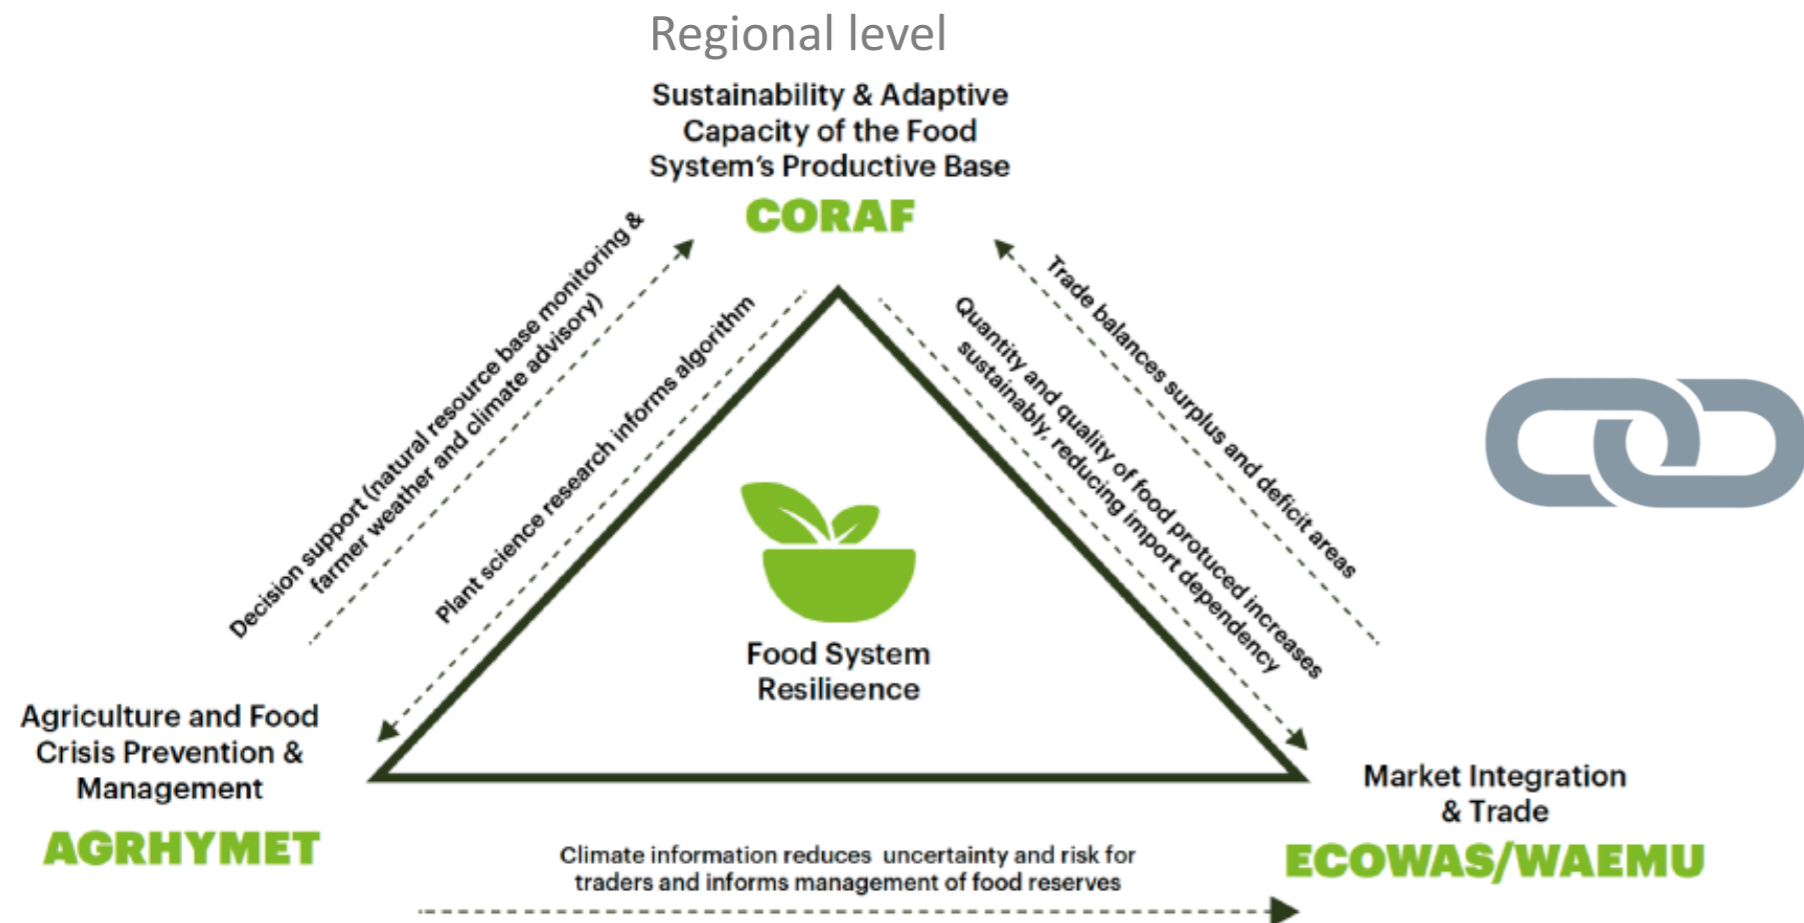 Regional level
Sustainability & Adaptive
Capacity of the Food
System's Productive Base
CORAF
Decision support (natural resource base monitoring &
farmer weather and climate advisory)
Plant science research informs algorithm
Quantity and quality of food protuced increases
sustainably, reducing import dependency
Trade balances surplus and deficit areas
Food System
Resilieence
Agriculture and Food
Crisis Prevention &
Management
AGRHYMET
Market Integration
& Trade
ECOWAS/WAEMU
Climate information reduces uncertainty and risk for
traders and informs management of food reserves